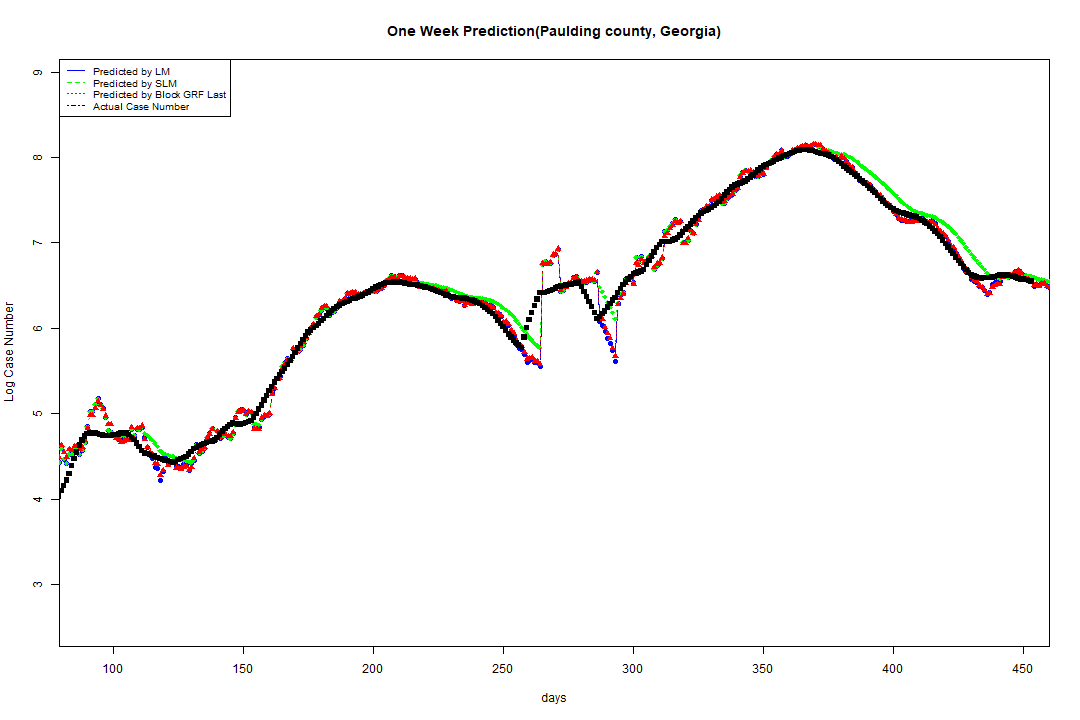 One Week Prediction(Paulding county, Georgia)
Predicted by LM
Predicted by SLM
Predicted by Block GRF Last
Actual Case Number
9
8
7
6
5
4
3
Log Case Number
100 150 200 250 300 350 400 450
days